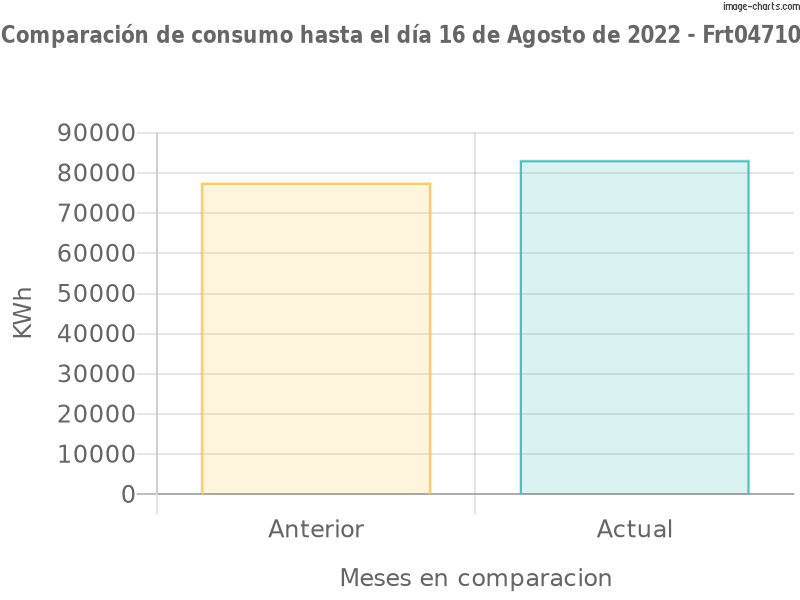 image-charts.com
Comparación de consumo hasta el día 16 de Agosto de 2022 - Frt04710
90000
80000
70000
60000
50000
40000
30000
20000
10000
0
KWh
Anterior
Actual
Meses en comparacion